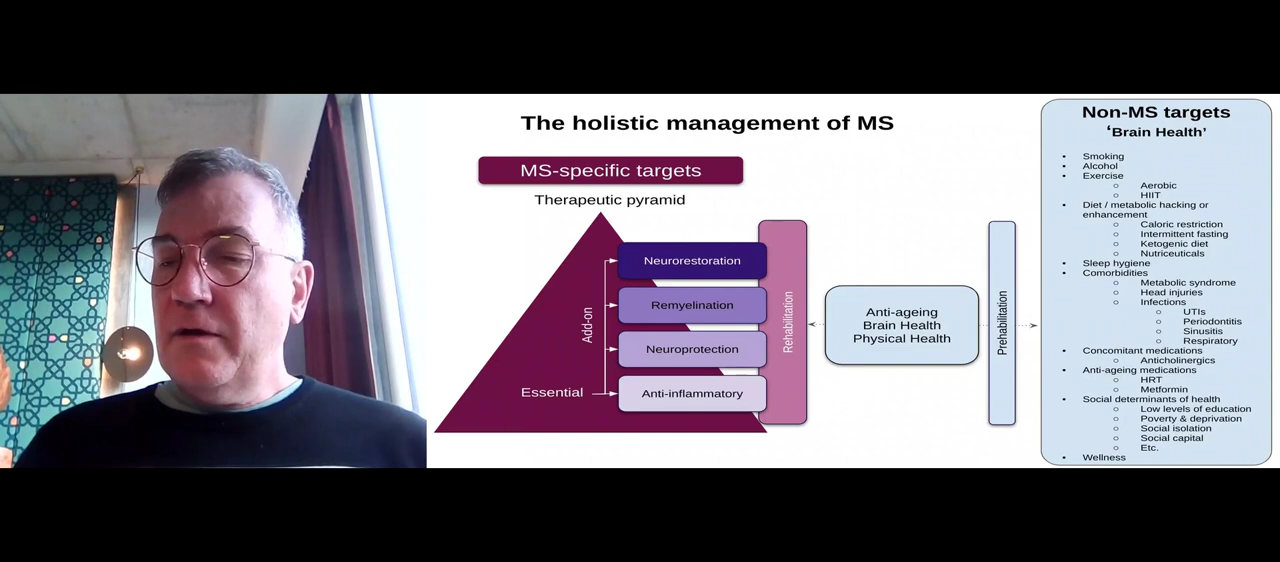 The holistic management of MS
MS-specific targets
Therapeutic pyramid
Neurorestoration
Remyelination
Neuroprotection
Anti-inflammatory
Add-on
Essential
Rehabilitation
Anti-ageing
Brain Health
Physical Health
Prehabilitation
Non-MS targets
‘Brain Health’
• Smoking
• Alcohol
• Exercise
○ Aerobic
○ HIIT
• Diet / metabolic hacking or
enhancement
○ Caloric restriction
○ Intermittent fasting
○ Ketogenic diet
○ Nutriceuticals
• Sleep hygiene
• Comorbidities
○ Metabolic syndrome
○ Head injuries
○ Infections
○ UTIs
○ Periodontitis
○ Sinusitis
○ Respiratory
• Concomitant medications
○ Anticholinergics
• Anti-ageing medications
○ HRT
○ Metformin
• Social determinants of health
○ Low levels of education
○ Poverty & deprivation
○ Social isolation
○ Social capital
○ Etc.
• Wellness